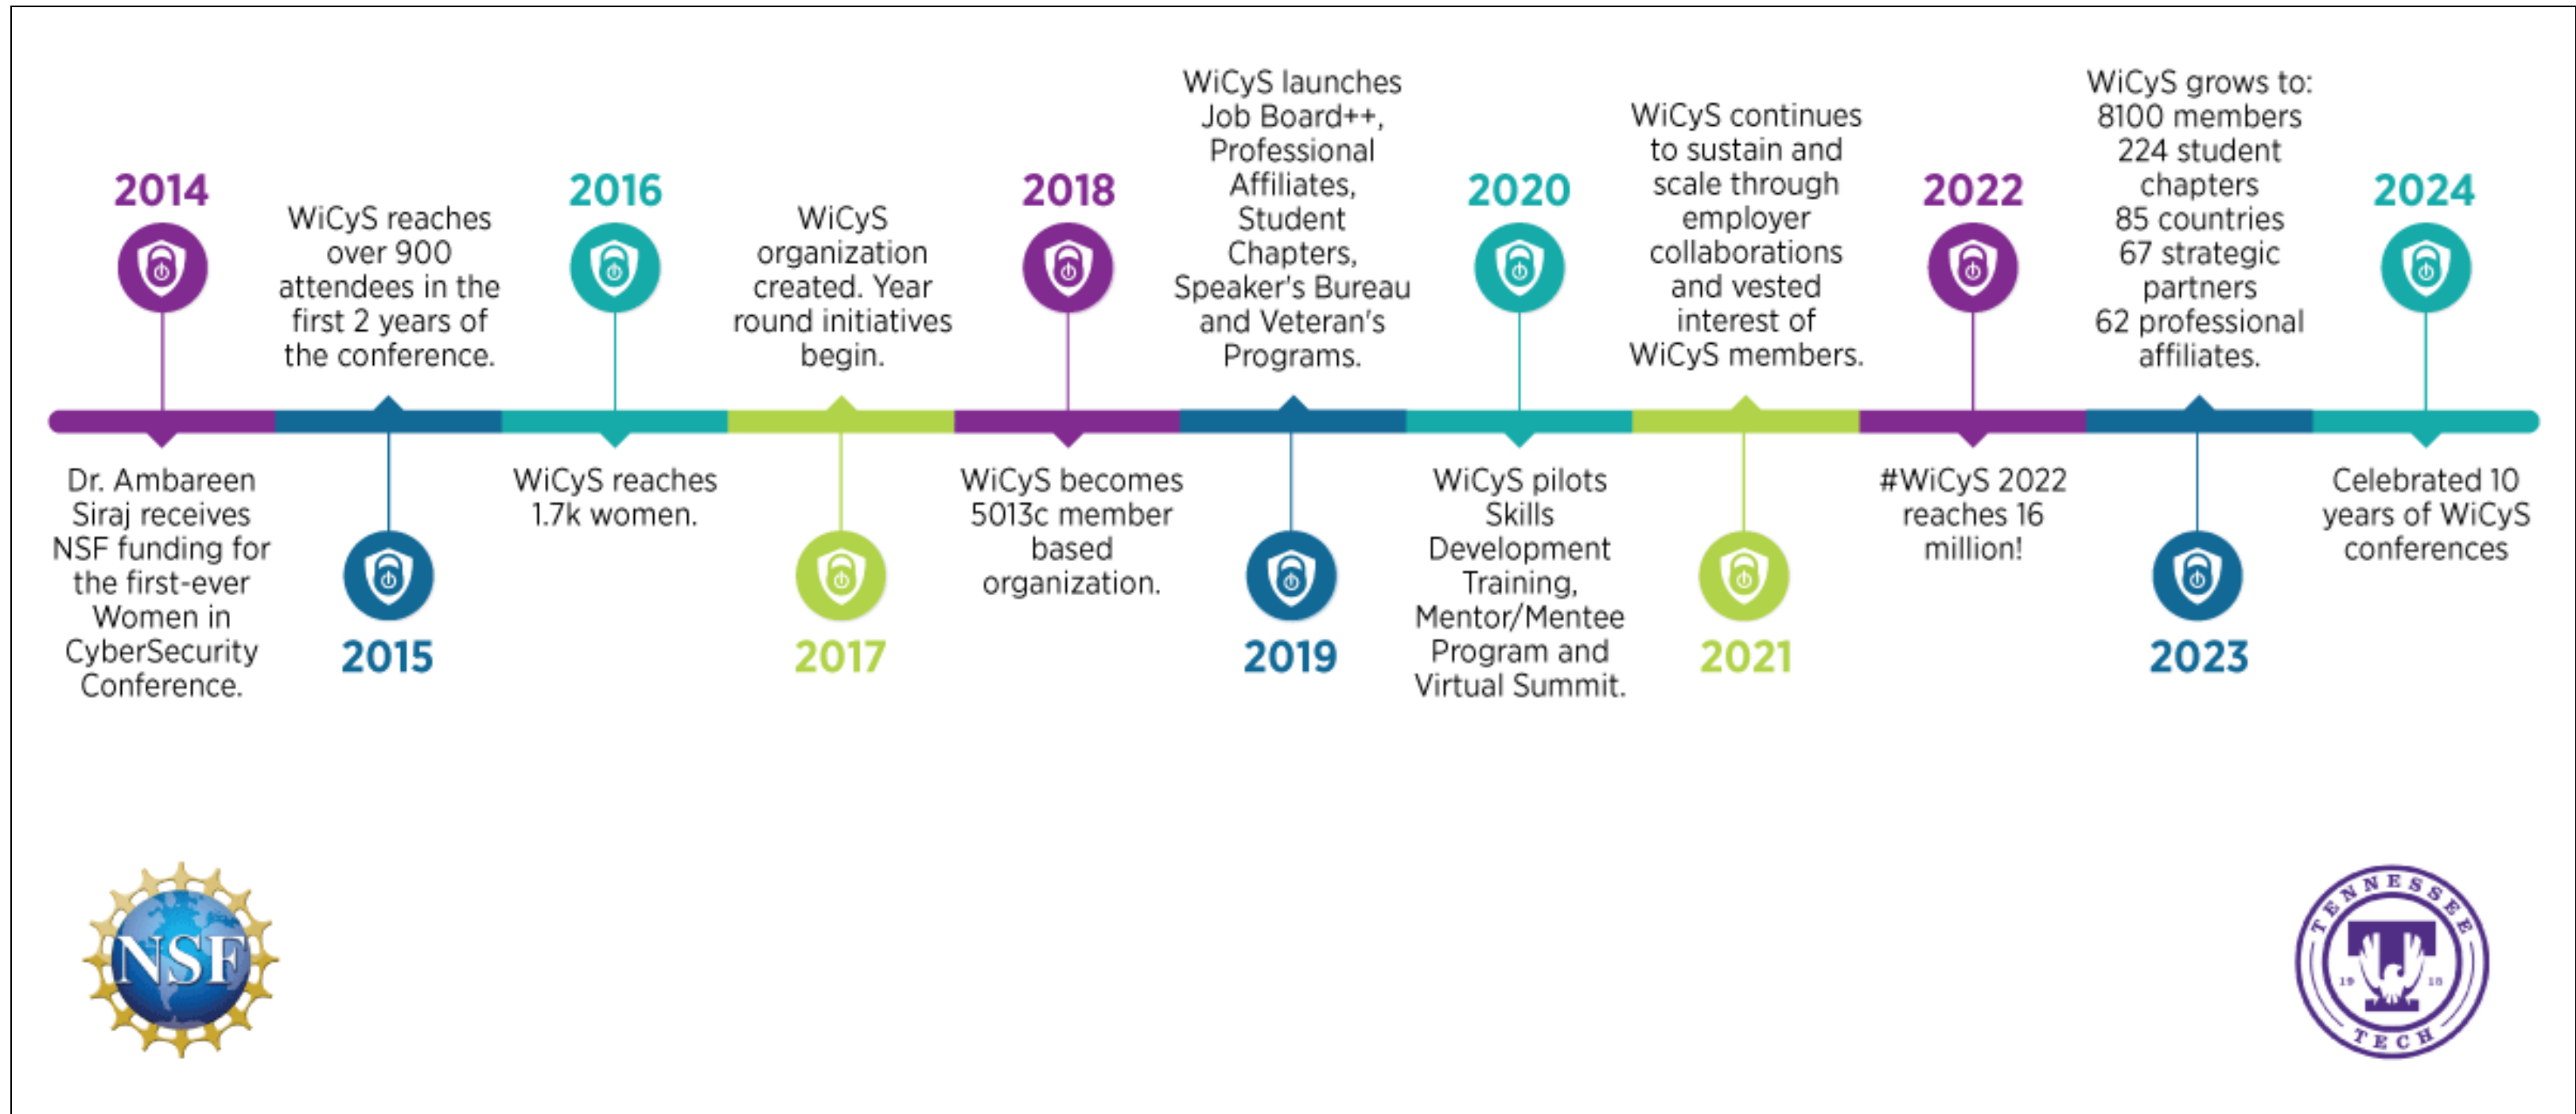 2014
Dr. Ambareen
Siraj receives
NSF funding for
the first-ever
Women in
CyberSecurity
Conference.
WiCyS reaches
over 900
attendees in the
first 2 years of
the conference.
2015
2016
WiCyS reaches
1.7k women.
WiCyS
organization
created. Year
round initiatives
begin.
2017
2018
WiCyS becomes
5013c member
based
organization.
WiCyS launches
Job Board++,
Professional
Affiliates,
Student
Chapters,
Speaker's Bureau
and Veteran's
Programs.
2019
2020
WiCyS pilots
Skills
Development
Training,
Mentor/Mentee
Program and
Virtual Summit.
WiCyS continues
to sustain and
scale through
employer
collaborations
and vested
interest of
WiCyS members.
2021
2022
#WiCyS 2022
reaches 16
million!
WiCyS grows to:
8100 members
224 student
chapters
85 countries
67 strategic
partners
62 professional
affiliates.
2023
2024
Celebrated 10
years of WiCyS
conferences
NSF
TENNESSEE
T
19 15
TECH